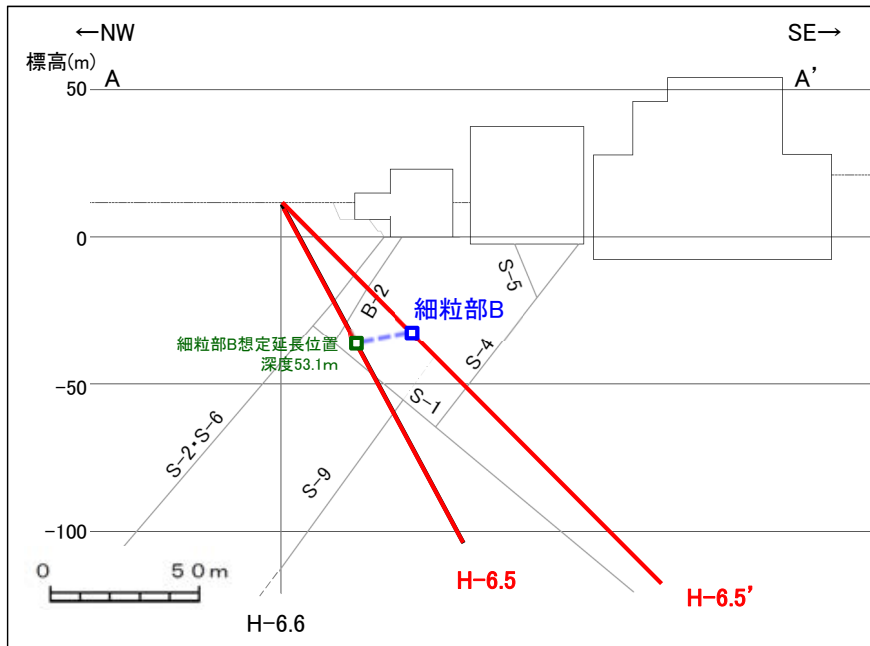 ←NW
SE→
標高(m)
A
A’
50
0
B-2
S-5
細粒部B
細粒部B想定延長位置
深度53.1m
S-4
-50
S-1
S-2・S-6
S-9
-100
0 50m
H-6.5
H-6.5’
H-6.6